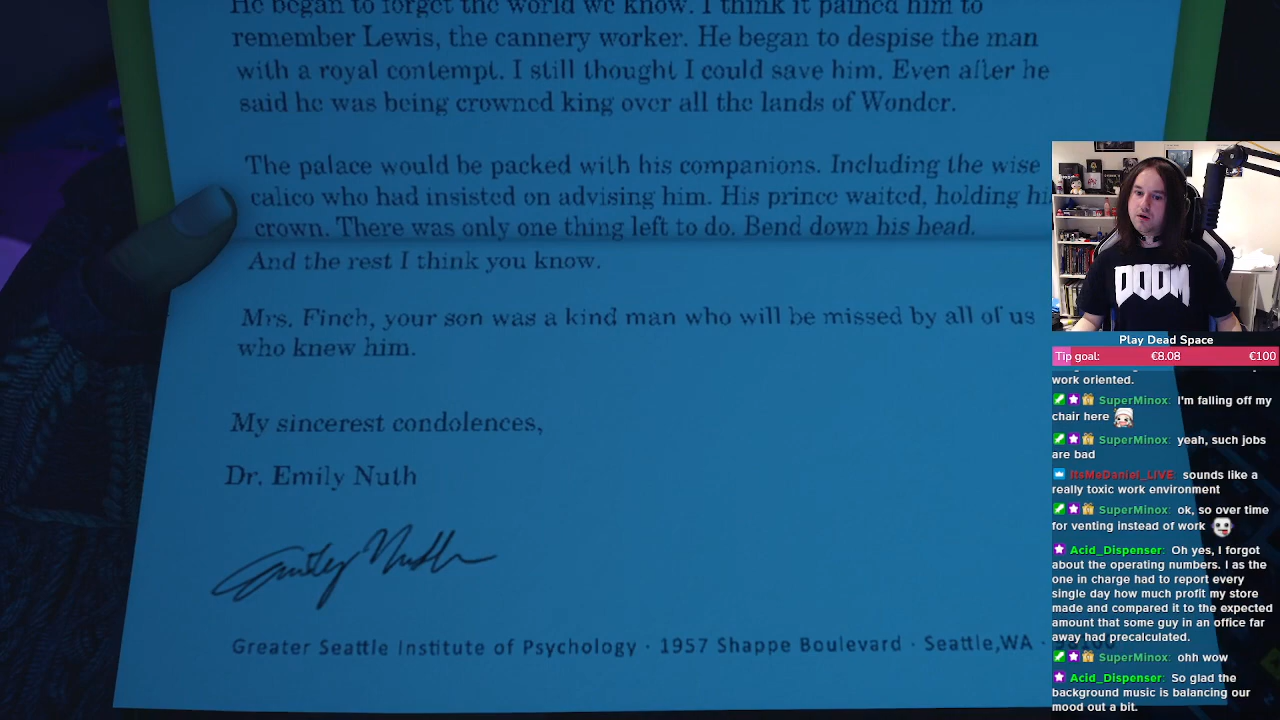 He began to forget the world we know. I think it pained him to
remember Lewis, the cannery worker. He began to despise the man
with a royal contempt. I still thought I could save him. Even after he
said he was being crowned king over all the lands of Wonder.
The palace would be packed with his companions. Including the wise
calico who had insisted on advising him. His prince waited, holding hi
crown. There was only one thing left to do. Bend down his head.
And the rest I think you know.
Mrs. Finch, your son was a kind man who will be missed by all of us
who knew him.
My sincerest condolences,
Dr. Emily Nuth
Emily Nuth
Greater Seattle Institute of Psychology · 1957 Shappe Boulevard · Seattle,WA ·
DOOM
Play Dead Space
Tip goal: €8.08 €100
work oriented.
SuperMinox: I'm falling off my
chair here
SuperMinox: yeah, such jobs
are bad
ItsMeDaniel_LIVE: sounds like a
really toxic work environment
SuperMinox: ok, so over time
for venting instead of work
Acid_Dispenser: Oh yes, I forgot
about the operating numbers. I as the
one in charge had to report every
single day how much profit my store
made and compared it to the expected
amount that some guy in an office far
away had precalculated.
SuperMinox: ohh wow
Acid_Dispenser: So glad the
background music is balancing our
mood out a bit.